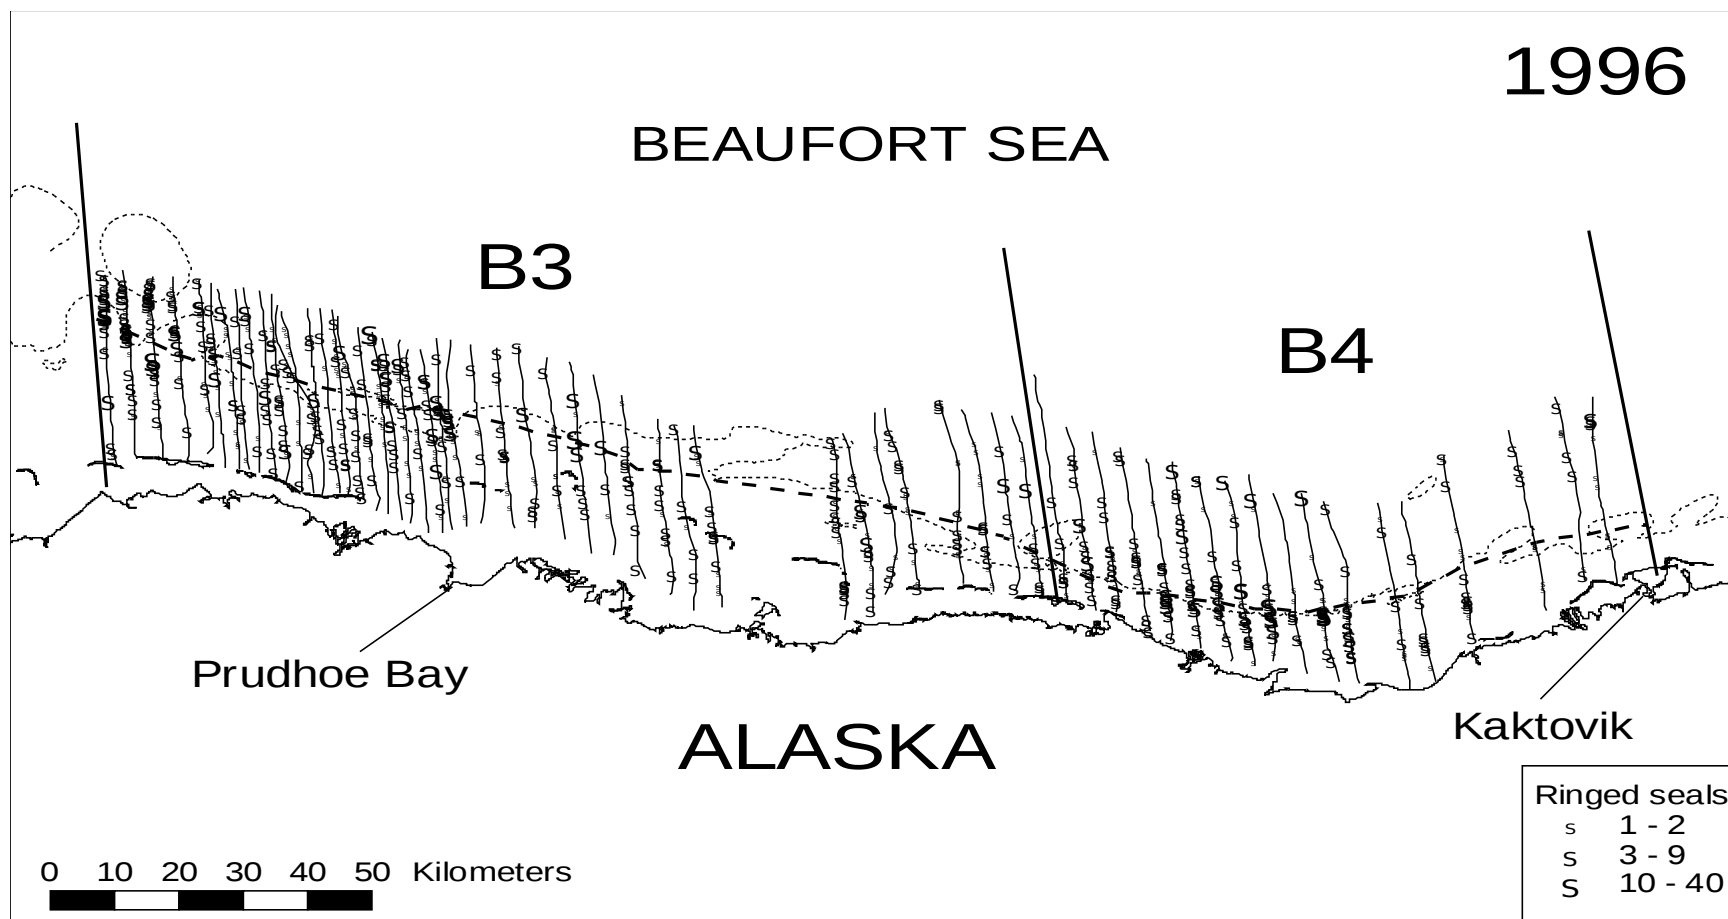 1996
BEAUFORT SEA
B3
B4
Prudhoe Bay
Kaktovik
ALASKA
Ringed seals
s 1 - 2
s 3 - 9
S 10 - 40
0 10 20 30 40 50 Kilometers